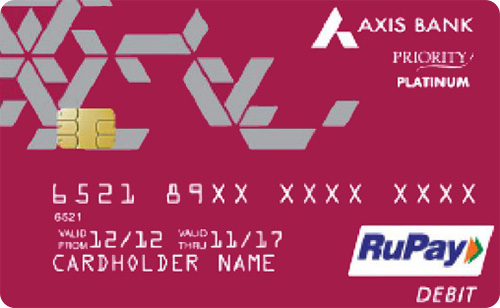 AXIS BANK
PRIORITY
PLATINUM
6521 89XX XXXX XXXX
6521
VALID FROM 12/12 VALID THRU 11/17
CARDHOLDER NAME
RuPay
DEBIT